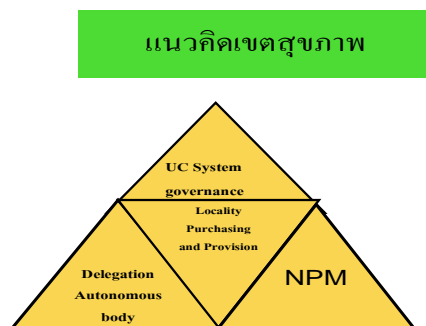 แนวคิดเขตสุขภาพ
UC System
governance
Locality
Purchasing
and Provision
Delegation
Autonomous
body
NPM